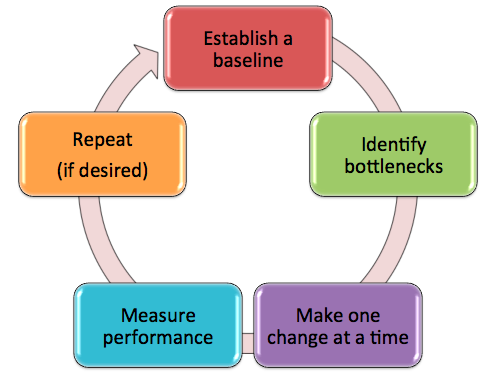 Establish a
baseline
Identify
bottlenecks
Make one
change at a time
Measure
performance
Repeat
(if desired)